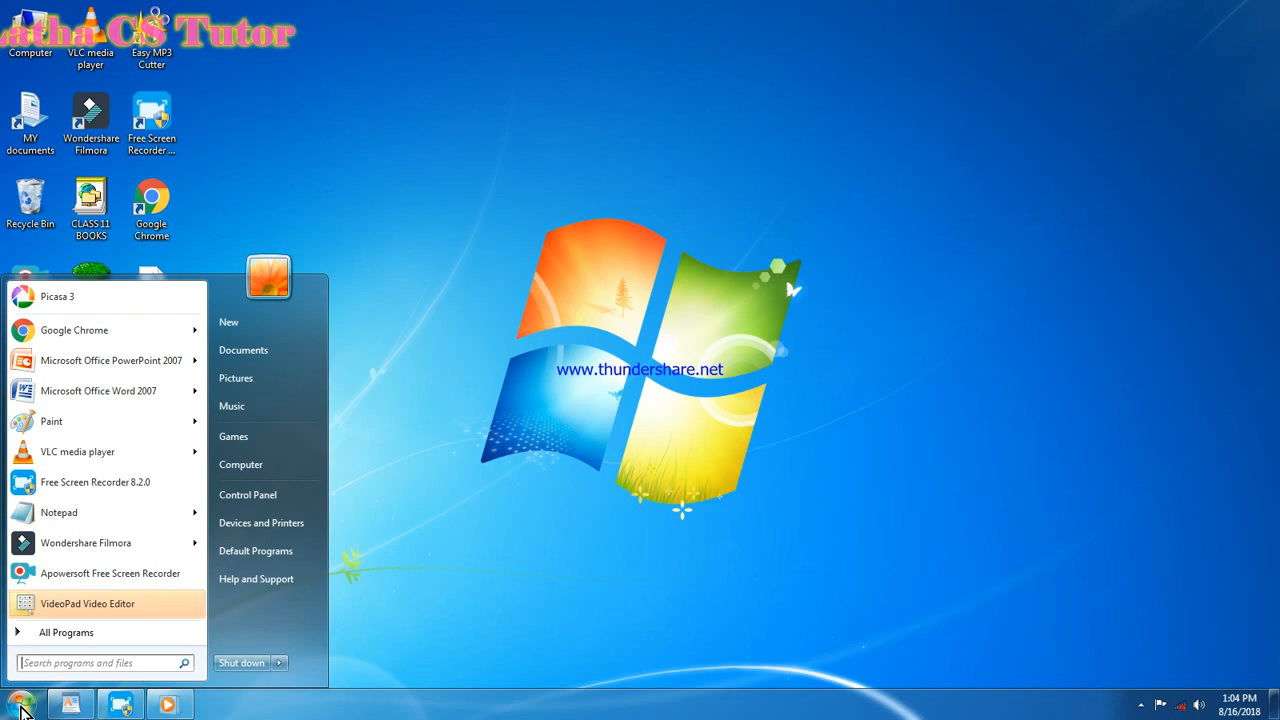 atha CS Tutor
Computer
VLC media
player
Easy MP3
Cutter
MY
documents
Wondershare
Filmora
Free Screen
Recorder ...
Recycle Bin
CLASS 11
BOOKS
Google
Chrome
Picasa 3
Google Chrome
Microsoft Office PowerPoint 2007
Microsoft Office Word 2007
Paint
VLC media player
Free Screen Recorder 8.2.0
Notepad
Wondershare Filmora
Apowersoft Free Screen Recorder
VideoPad Video Editor
All Programs
Search programs and files
New
Documents
Pictures
Music
Games
Computer
Control Panel
Devices and Printers
Default Programs
Help and Support
Shut down
www.thundershare.net
1:04 PM
8/16/2018